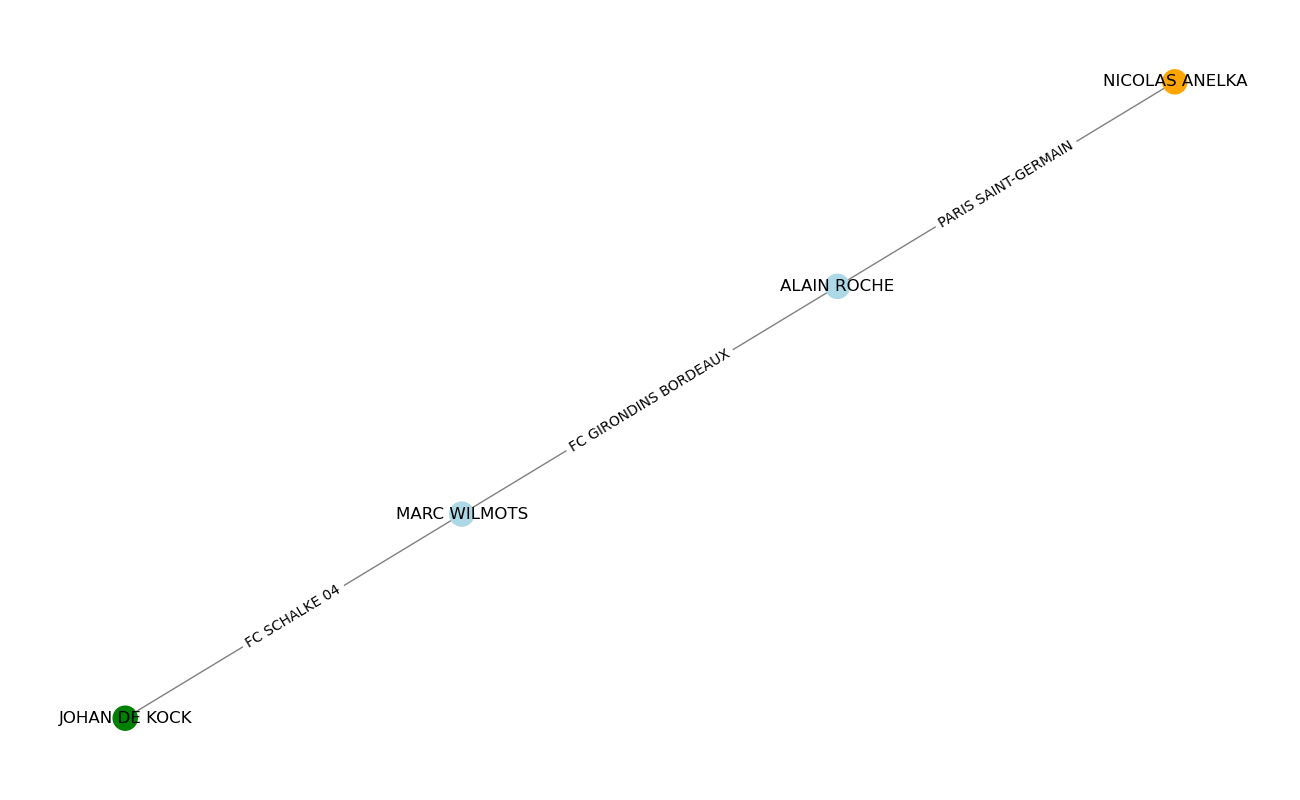 NICOLAS ANELKA
PARIS SAINT-GERMAIN
ALAIN ROCHE
FC GIRONDINS BORDEAUX
MARC WILMOTS
FC SCHALKE 04
JOHAN DE KOCK